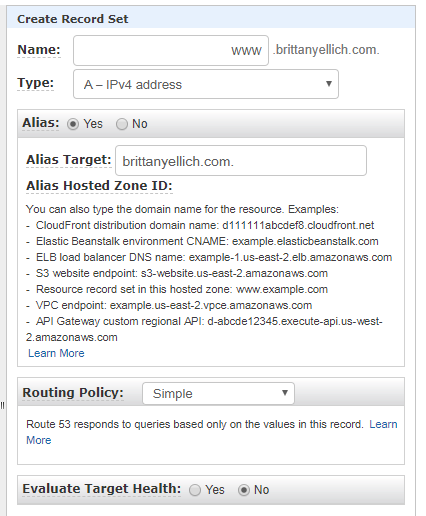 Create Record Set
Name: www .brittanyellich.com.
Type: A – IPv4 address
Alias: Yes No
Alias Target: brittanyellich.com.
Alias Hosted Zone ID:
You can also type the domain name for the resource. Examples:
- CloudFront distribution domain name: d111111abcdef8.cloudfront.net
- Elastic Beanstalk environment CNAME: example.elasticbeanstalk.com
- ELB load balancer DNS name: example-1.us-east-2.elb.amazonaws.com
- S3 website endpoint: s3-website.us-east-2.amazonaws.com
- Resource record set in this hosted zone: www.example.com
- VPC endpoint: example.us-east-2.vpce.amazonaws.com
- API Gateway custom regional API: d-abcde12345.execute-api.us-west-
2.amazonaws.com
Learn More
Routing Policy: Simple
Route 53 responds to queries based only on the values in this record. Learn
More
Evaluate Target Health: Yes No